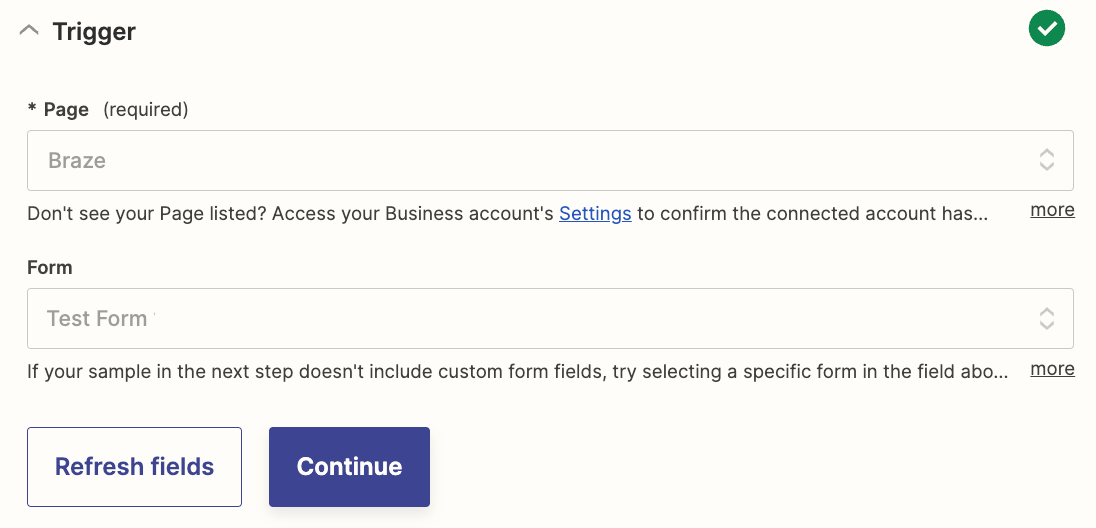 Trigger
* Page (required)
Braze
Don't see your Page listed? Access your Business account's Settings to confirm the connected account has... more
Form
Test Form
If your sample in the next step doesn't include custom form fields, try selecting a specific form in the field abo... more
Refresh fields Continue